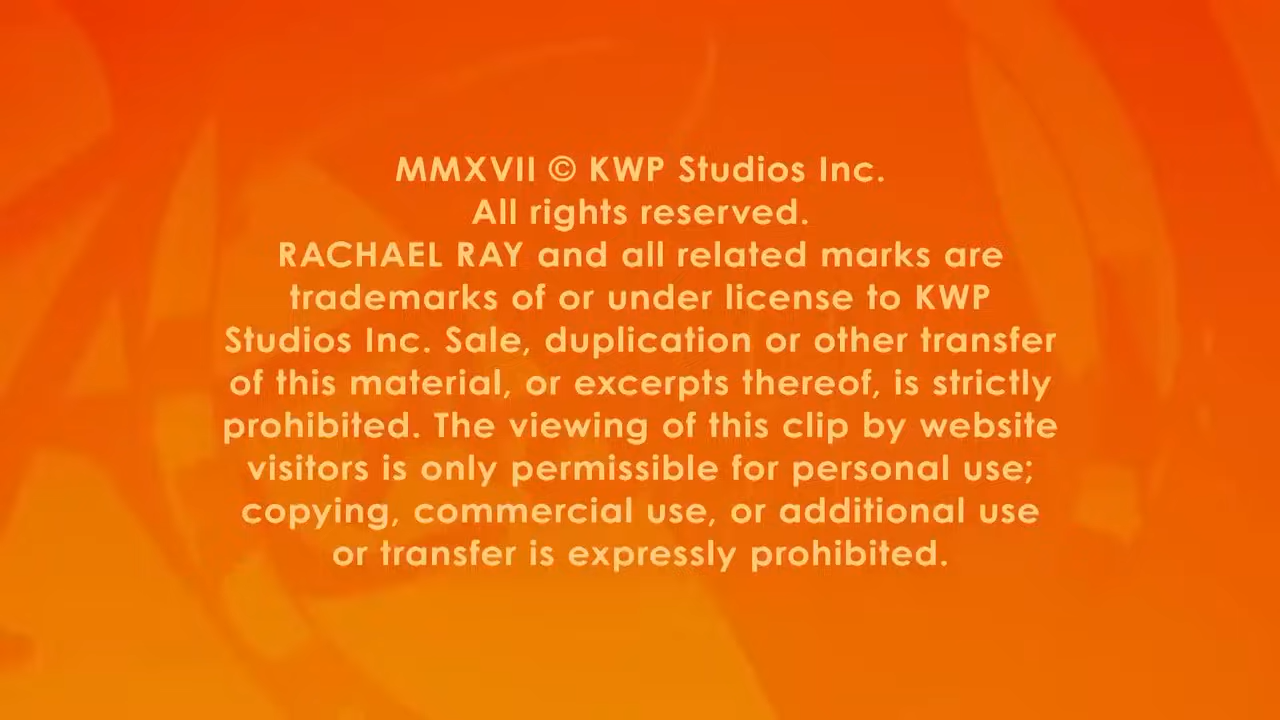 MMXVII © KWP Studios Inc.
All rights reserved.
RACHAEL RAY and all related marks are
trademarks of or under license to KWP
Studios Inc. Sale, duplication or other transfer
of this material, or excerpts thereof, is strictly
prohibited. The viewing of this clip by website
visitors is only permissible for personal use;
copying, commercial use, or additional use
or transfer is expressly prohibited.